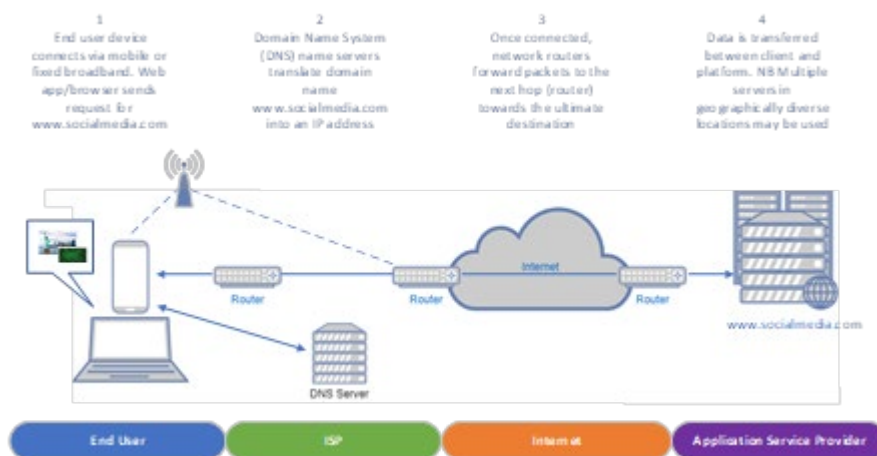 1
End user device
connects via mobile or
fixed broadband. Web
app/browser sends
request for
www.socialmedia.com
2
Domain Name System
(DNS) name servers
translate domain
name
www.socialmedia.com
into an IP address
3
Once connected,
network routers
forward packets to the
next hop (router)
towards the ultimate
destination
4
Data is transferred
between client and
platform. NB Multiple
servers in
geographically diverse
locations may be used
Internet
Router
Router
Router
www.socialmedia.com
DNS Server
End User
ISP
Internet
Application Service Provider